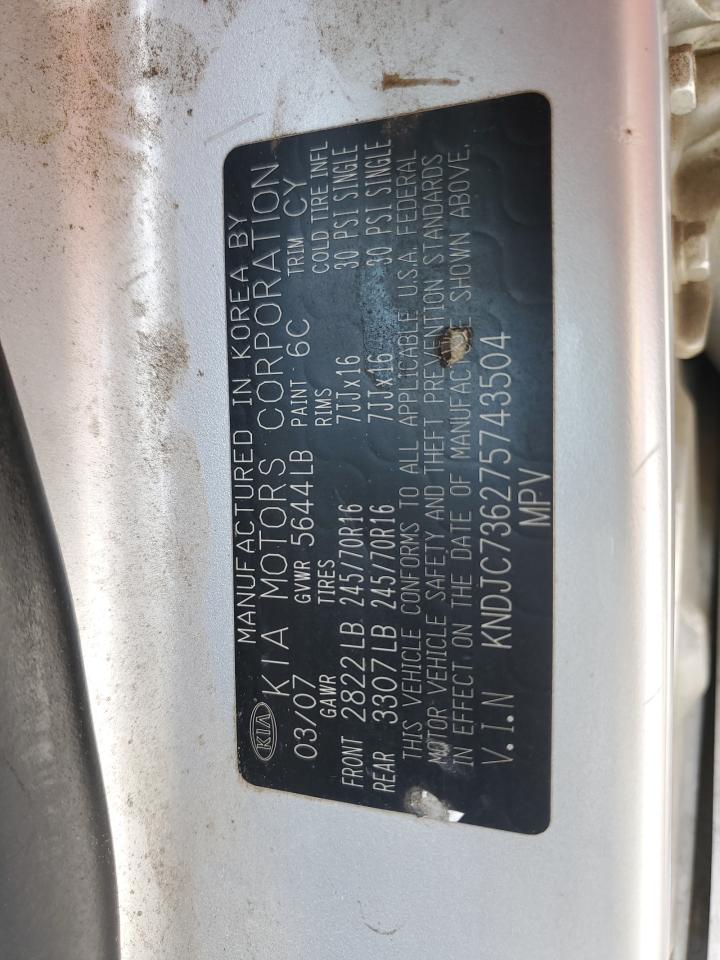 MANUFACTURED IN KOREA BY
KIA KIA MOTORS CORPORATION
03/07 GVWR 5644LB PAINT 6C TRIM CY
GAWR TIRES RIMS COLD TIRE INFL
FRONT 2822LB 245/70R16 7JJx16 30 PSI SINGLE
REAR 3307LB 245/70R16 7JJx16 30 PSI SINGLE
THIS VEHICLE CONFORMS TO ALL APPLICABLE U.S.A. FEDERAL
MOTOR VEHICLE SAFETY AND THEFT PREVENTION STANDARDS
IN EFFECT ON THE DATE OF MANUFACTURE SHOWN ABOVE.
V.I.N KNDJC736275743504
MPV